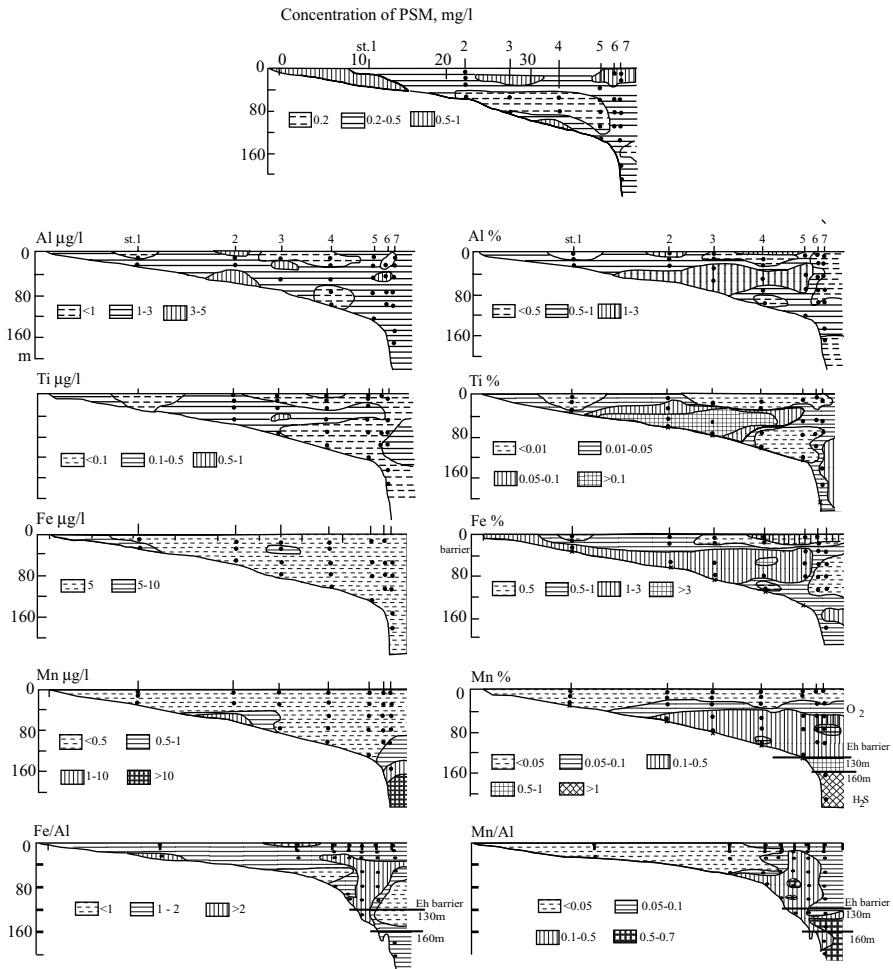 Concentration of PSM, mg/l
0 st.1 10 2 20 3 30 4 5 6 7
0
80
160
0.2 0.2-0.5 0.5-1
Al µg/l
st.1 2 3 4 5 6 7
0
80
160
m
<1 1-3 3-5
Al %
st.1 2 3 4 5 6 7
0
80
160
<0.5 0.5-1 1-3
Ti µg/l
0
80
160
<0.1 0.1-0.5 0.5-1
Ti %
0
80
160
<0.01 0.01-0.05
0.05-0.1 >0.1
Fe µg/l
0
80
160
5 5-10
Fe %
0
barrier
80
160
0.5 0.5-1 1-3 >3
Mn µg/l
0
80
160
<0.5 0.5-1
1-10 >10
Mn %
0
80
160
<0.05 0.05-0.1 0.1-0.5
0.5-1 >1
O2
Eh barrier
130m
160m
H2S
Fe/Al
0
80
160
<1 1 - 2 >2
Eh barrier
130m
160m
Mn/Al
0
80
160
<0.05 0.05-0.1
0.1-0.5 0.5-0.7
Eh barrier
130m
160m